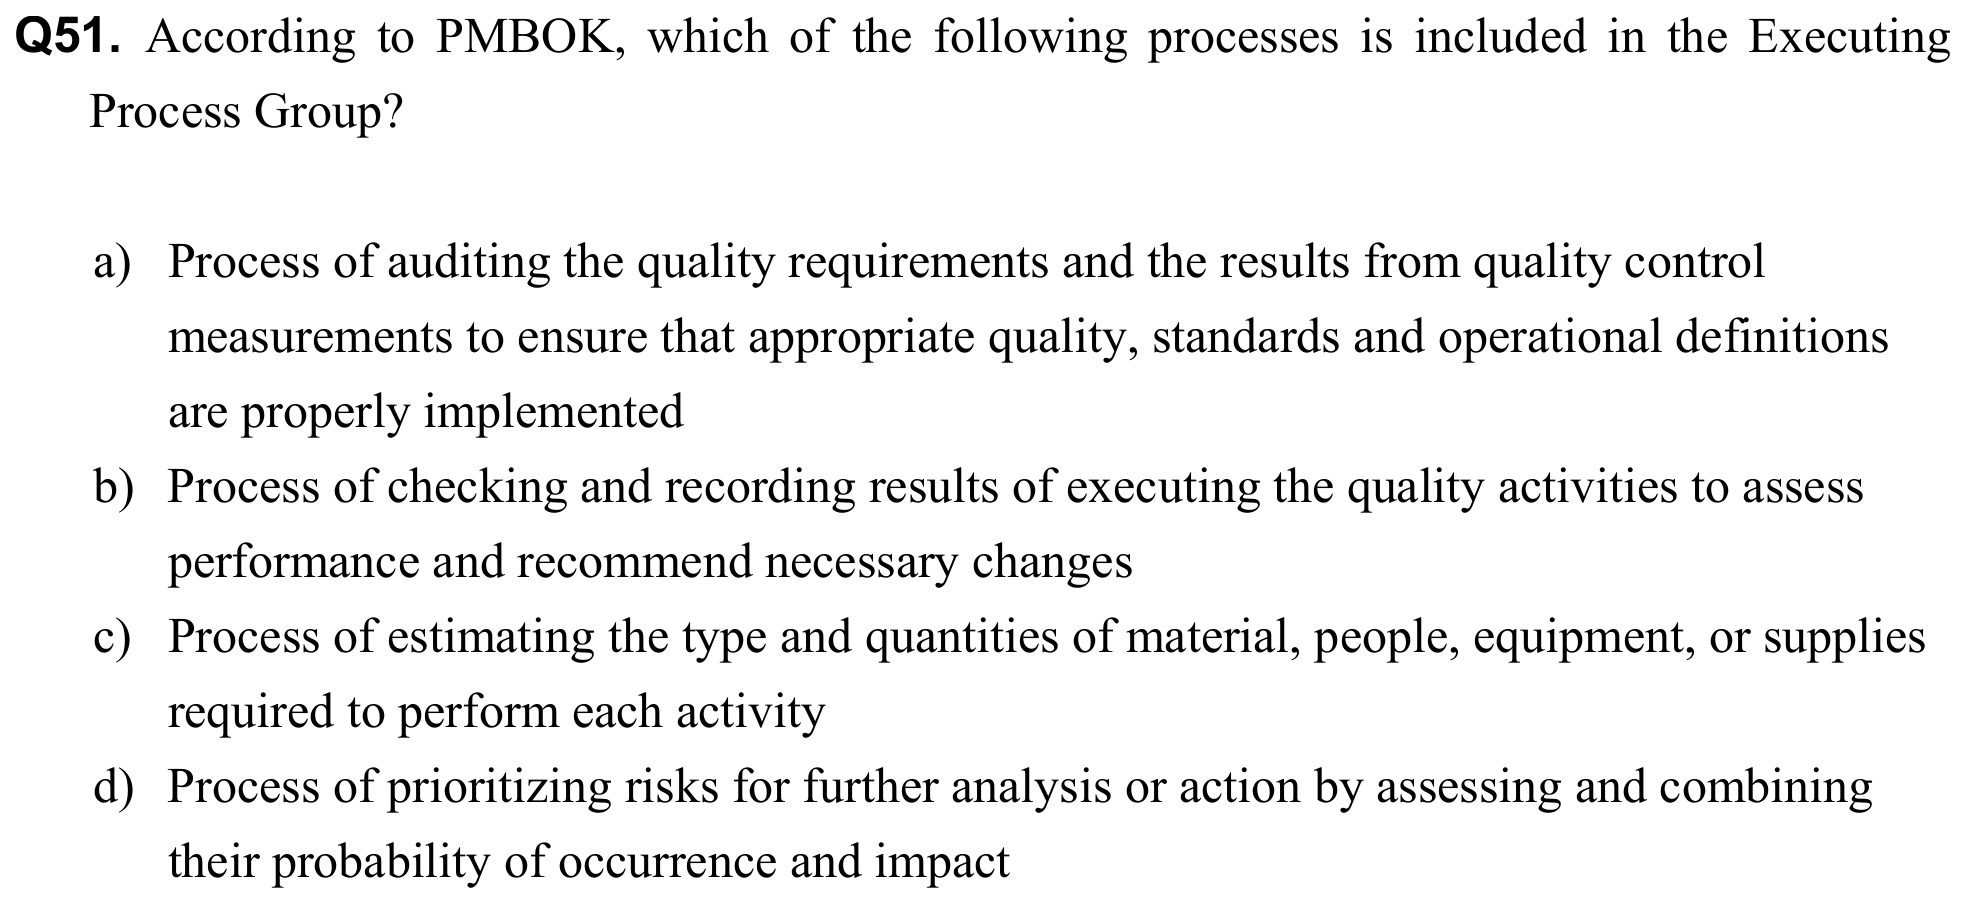 Q51. According to PMBOK, which of the following processes is included in the Executing
Process Group?
a) Process of auditing the quality requirements and the results from quality control
measurements to ensure that appropriate quality, standards and operational definitions
are properly implemented
b) Process of checking and recording results of executing the quality activities to assess
performance and recommend necessary changes
c) Process of estimating the type and quantities of material, people, equipment, or supplies
required to perform each activity
d) Process of prioritizing risks for further analysis or action by assessing and combining
their probability of occurrence and impact